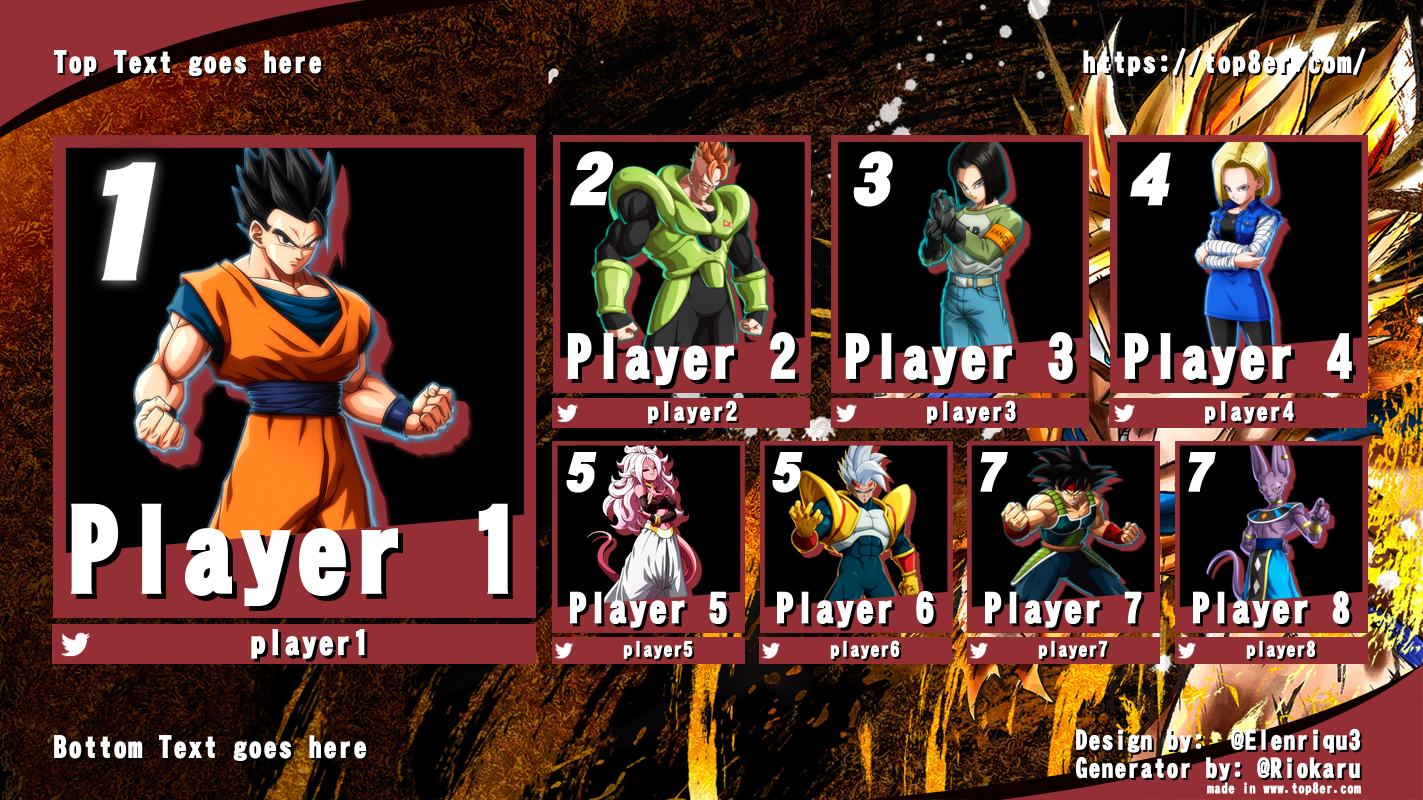 Top Text goes here
https://top8er.com/
1
Player 1
player1
2
Player 2
player2
3
Player 3
player3
4
Player 4
player4
5
Player 5
player5
5
Player 6
player6
7
Player 7
player7
7
Player 8
player8
Bottom Text goes here
Design by: @Elenriqu3
Generator by: @Riokaru
made in www.top8er.com